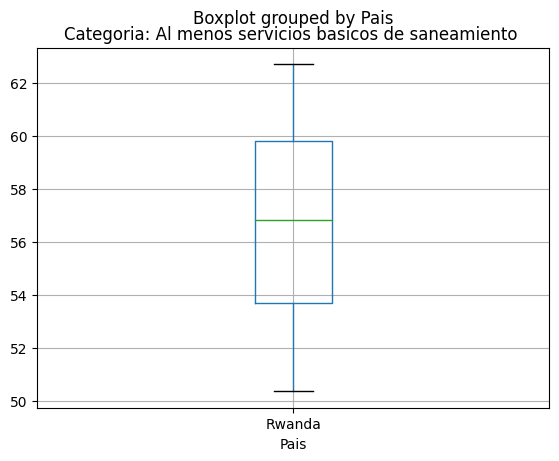 Boxplot grouped by Pais
Categoria: Al menos servicios basicos de saneamiento
62
60
58
56
54
52
50
Rwanda
Pais